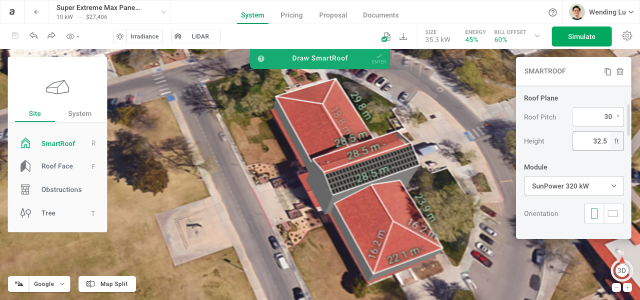 a
Super Extreme Max Pane...
10 kW — $27,406
System
Pricing
Proposal
Documents
Wending Lu
Irradiance
LIDAR
SIZE
35.3 kW
ENERGY
45%
BILL OFFSET
60%
Simulate
Draw SmartRoof
ENTER
Site
System
SmartRoof R
Roof Face F
Obstructions
Tree T
29.8 m
28.5 m
28.5 m
28.5 m
16.2 m
22.1 m
SMARTROOF
Roof Plane
Roof Pitch 30 °
Height 32.5 ft
Module
SunPower 320 kW
Orientation
Google
Map Split
3D